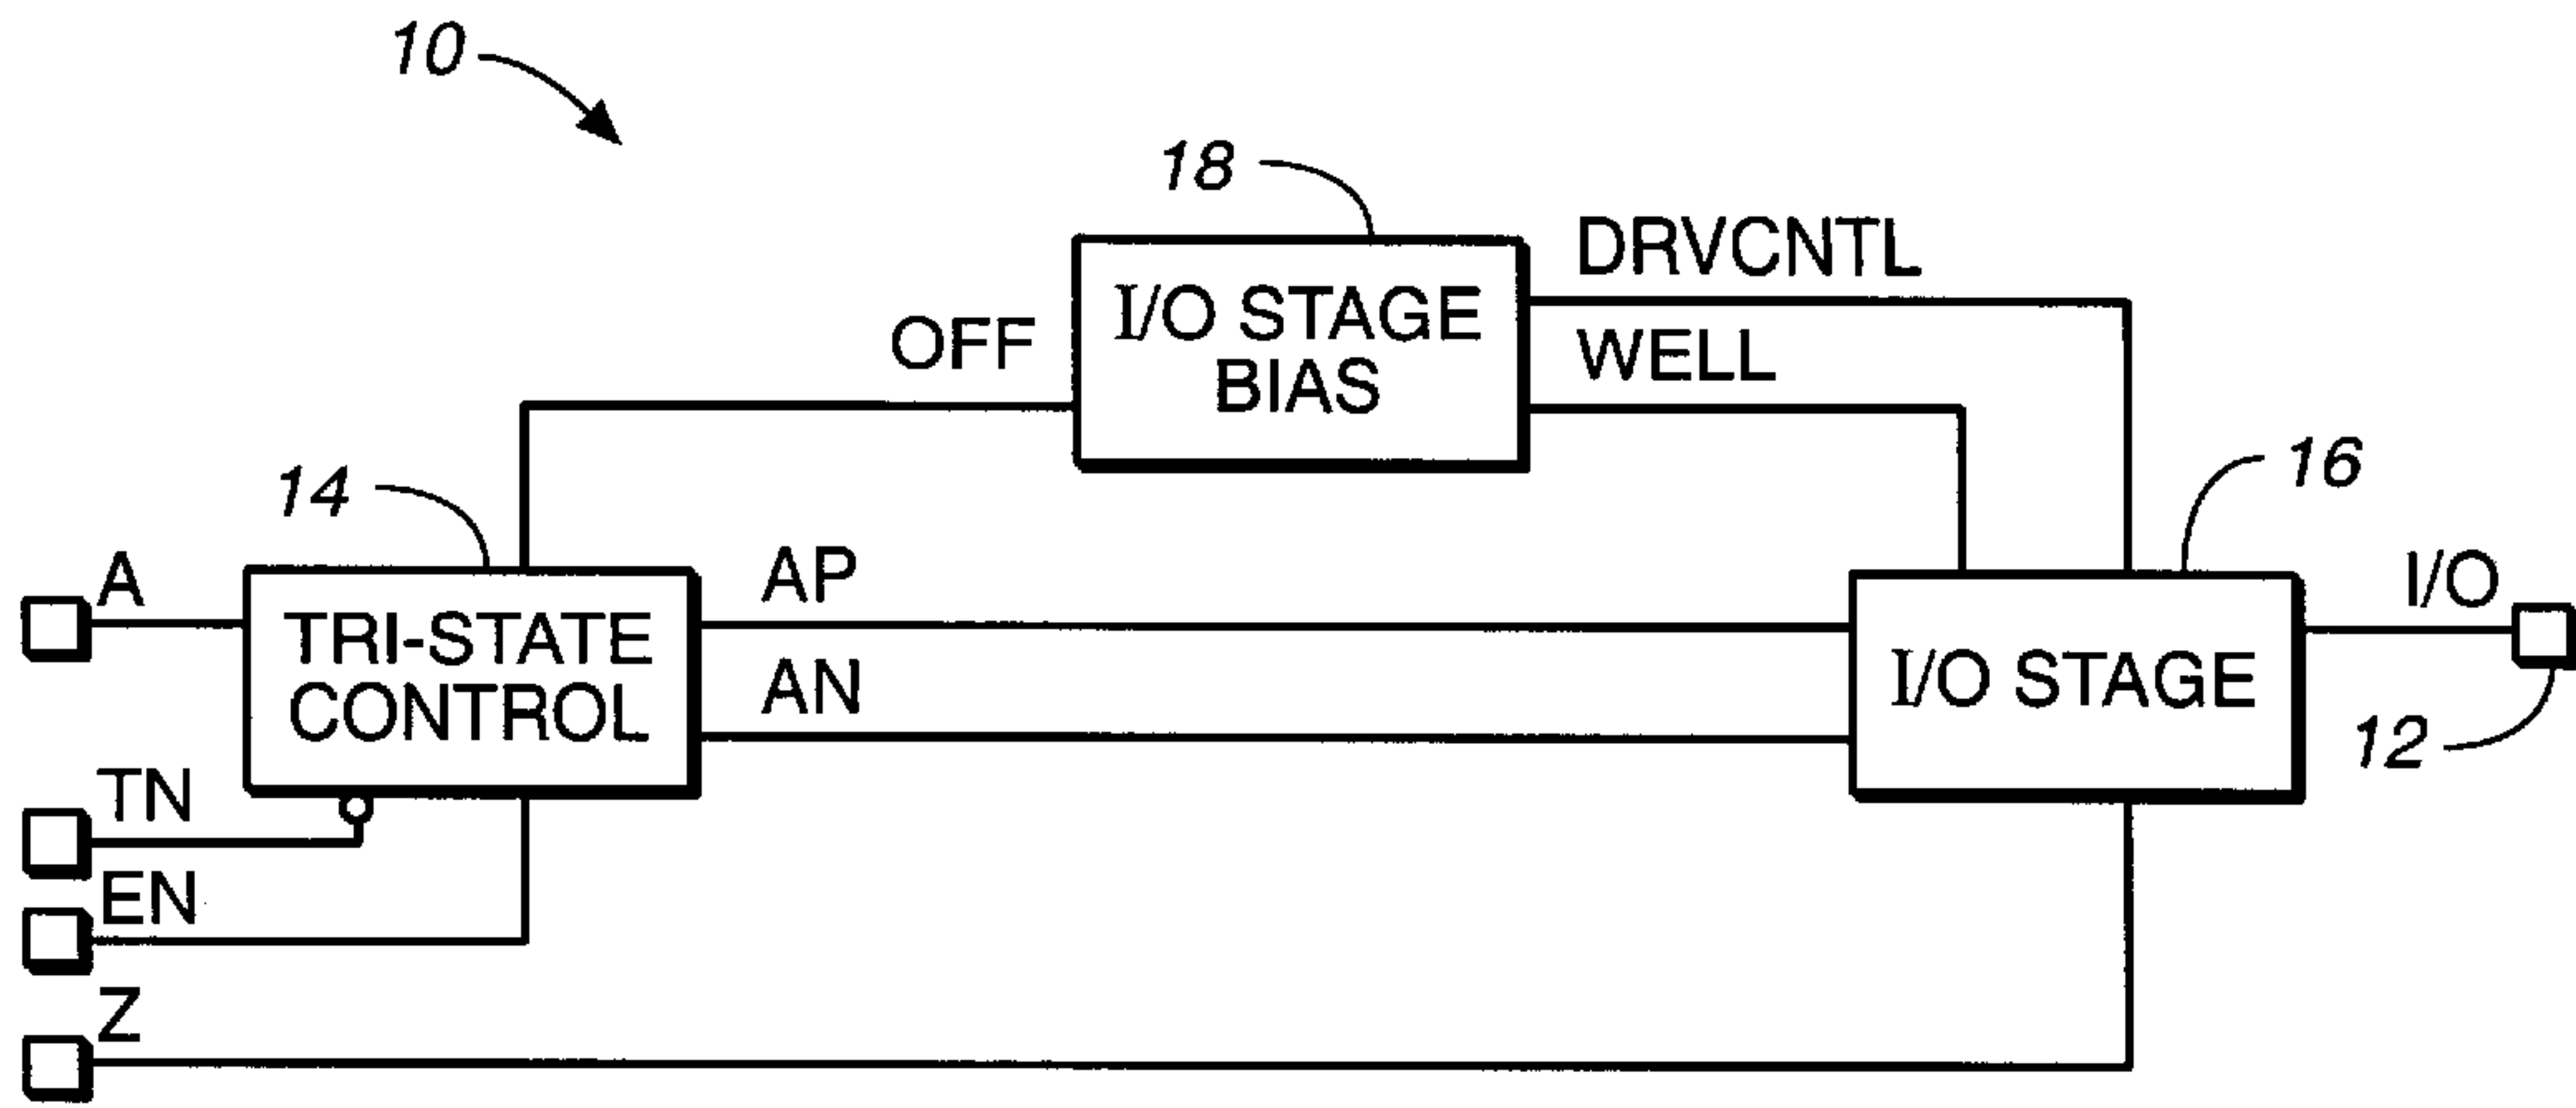 10
18
DRVCNTL
I/O STAGE
BIAS
OFF
WELL
14
16
A
AP
I/O
TRI-STATE
CONTROL
AN
I/O STAGE
12
TN
EN
Z